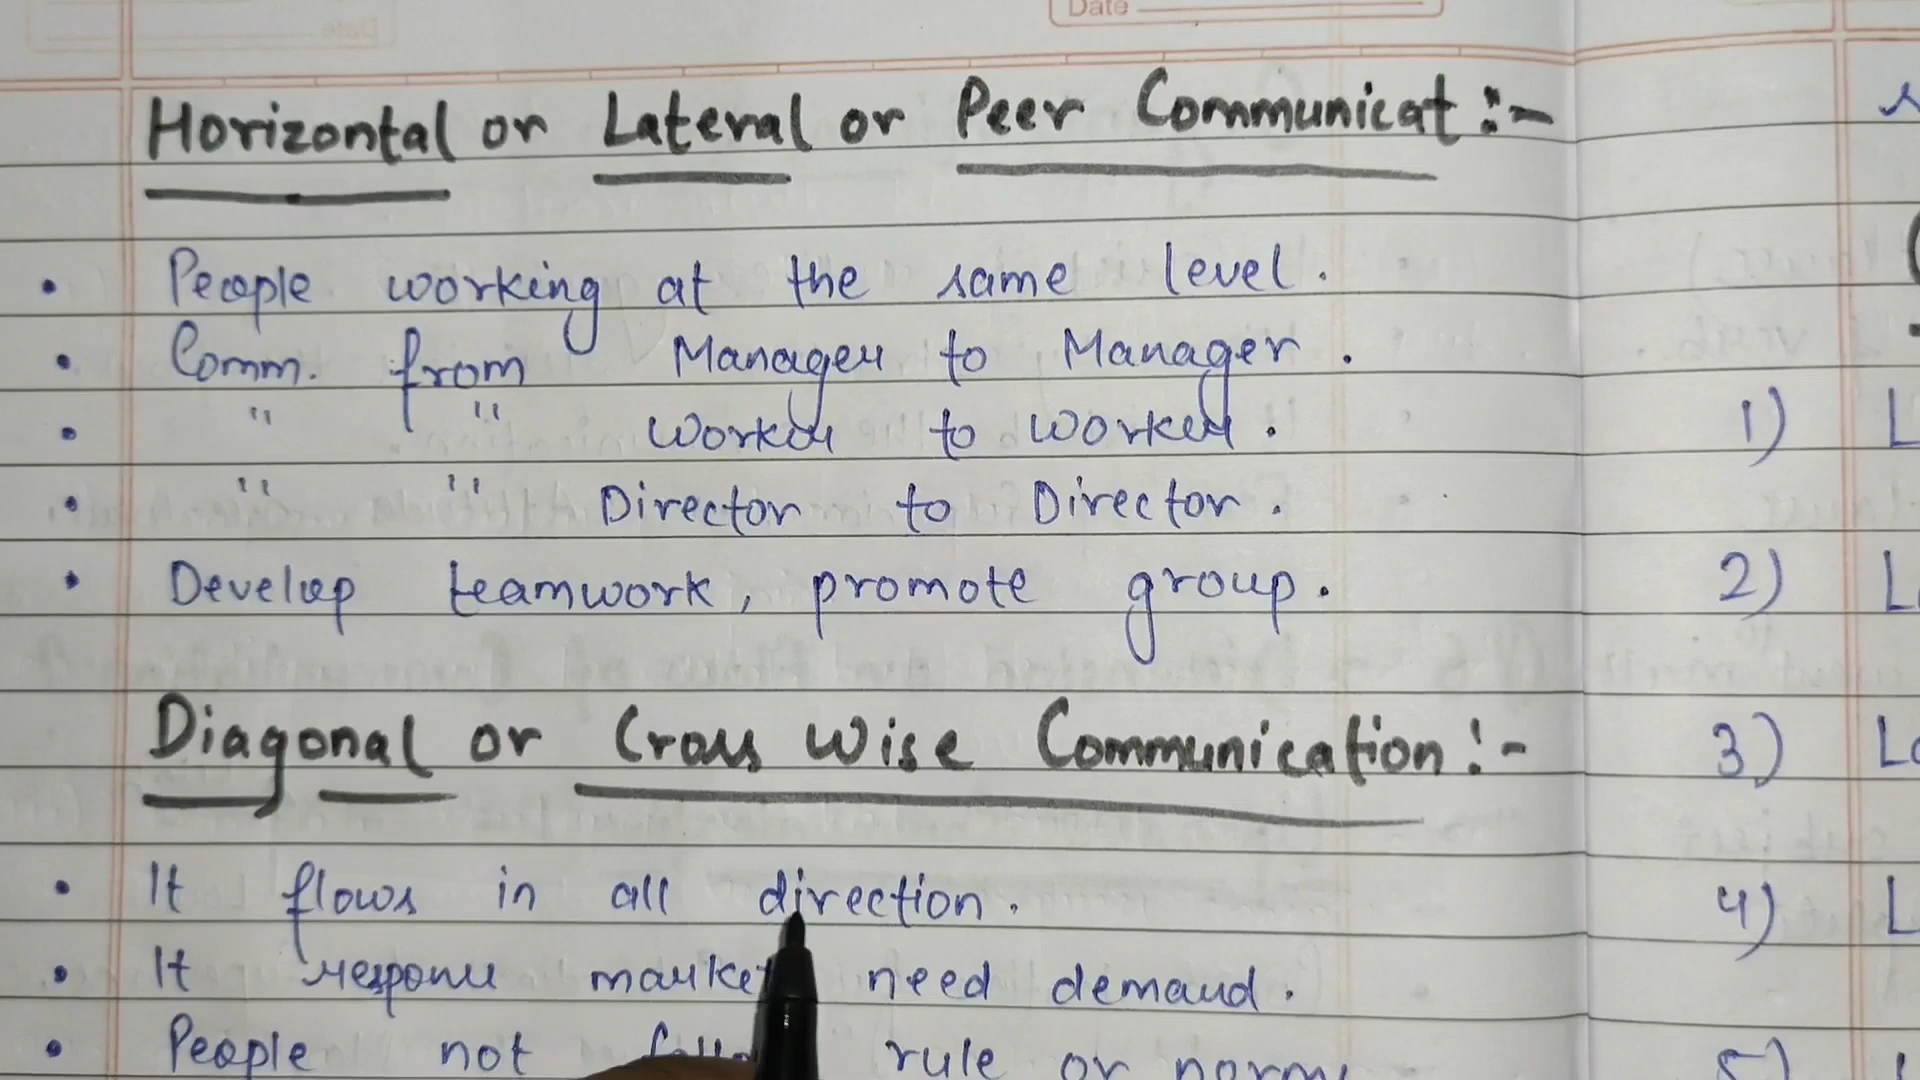 Date
Horizontal or Lateral or Peer Communicat :-
• People working at the same level.
• Comm. from Manager to Manager.
• " " Worker to Worker.
• " " Director to Director.
• Develop teamwork, promote group.
Diagonal or Cross Wise Communication :-
• It flows in all direction.
• It response market need demand.
• People not rule or norms
1)
2)
3)
4)
5)